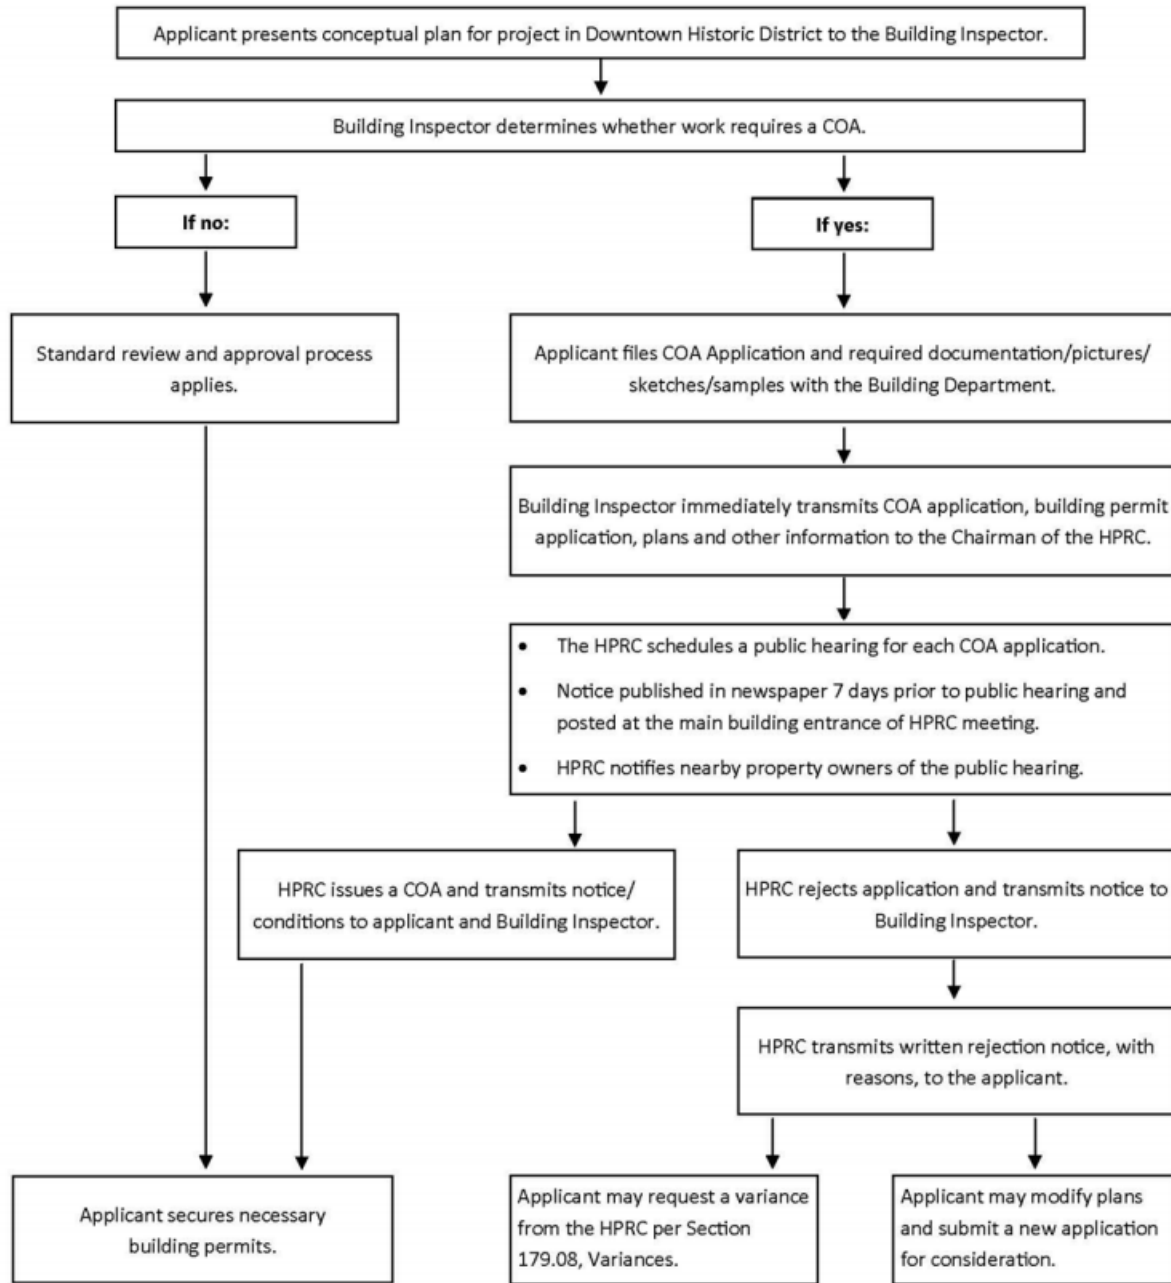 Applicant presents conceptual plan for project in Downtown Historic District to the Building Inspector.
Building Inspector determines whether work requires a COA.
If no:
If yes:
Standard review and approval process
applies.
Applicant files COA Application and required documentation/pictures/
sketches/samples with the Building Department.
Building Inspector immediately transmits COA application, building permit
application, plans and other information to the Chairman of the HPRC.
• The HPRC schedules a public hearing for each COA application.
• Notice published in newspaper 7 days prior to public hearing and
posted at the main building entrance of HPRC meeting.
• HPRC notifies nearby property owners of the public hearing.
HPRC issues a COA and transmits notice/
conditions to applicant and Building Inspector.
HPRC rejects application and transmits notice to
Building Inspector.
HPRC transmits written rejection notice, with
reasons, to the applicant.
Applicant secures necessary
building permits.
Applicant may request a variance
from the HPRC per Section
179.08, Variances.
Applicant may modify plans
and submit a new application
for consideration.